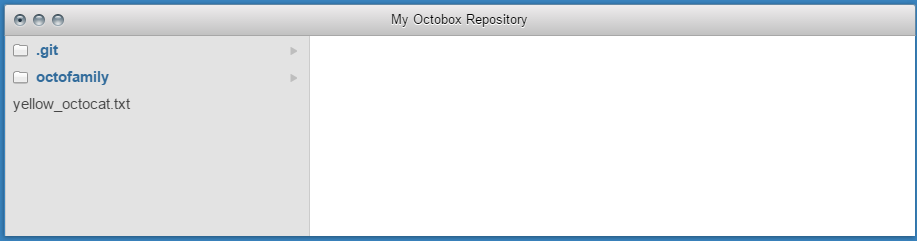 My Octobox Repository
.git
octofamily
yellow_octocat.txt